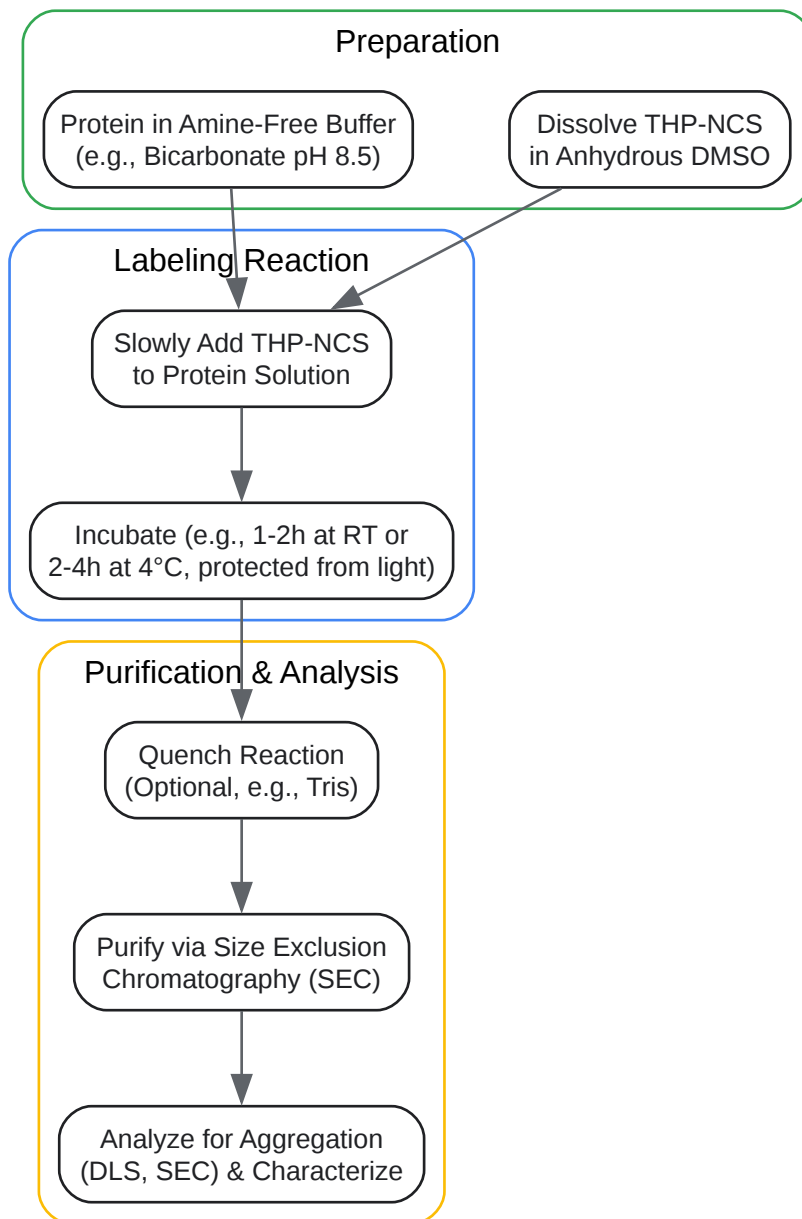 Preparation
Protein in Amine-Free Buffer
(e.g., Bicarbonate pH 8.5)
Dissolve THP-NCS
in Anhydrous DMSO
Labeling Reaction
Slowly Add THP-NCS
to Protein Solution
Incubate (e.g., 1-2h at RT or
2-4h at 4°C, protected from light)
Purification & Analysis
Quench Reaction
(Optional, e.g., Tris)
Purify via Size Exclusion
Chromatography (SEC)
Analyze for Aggregation
(DLS, SEC) & Characterize